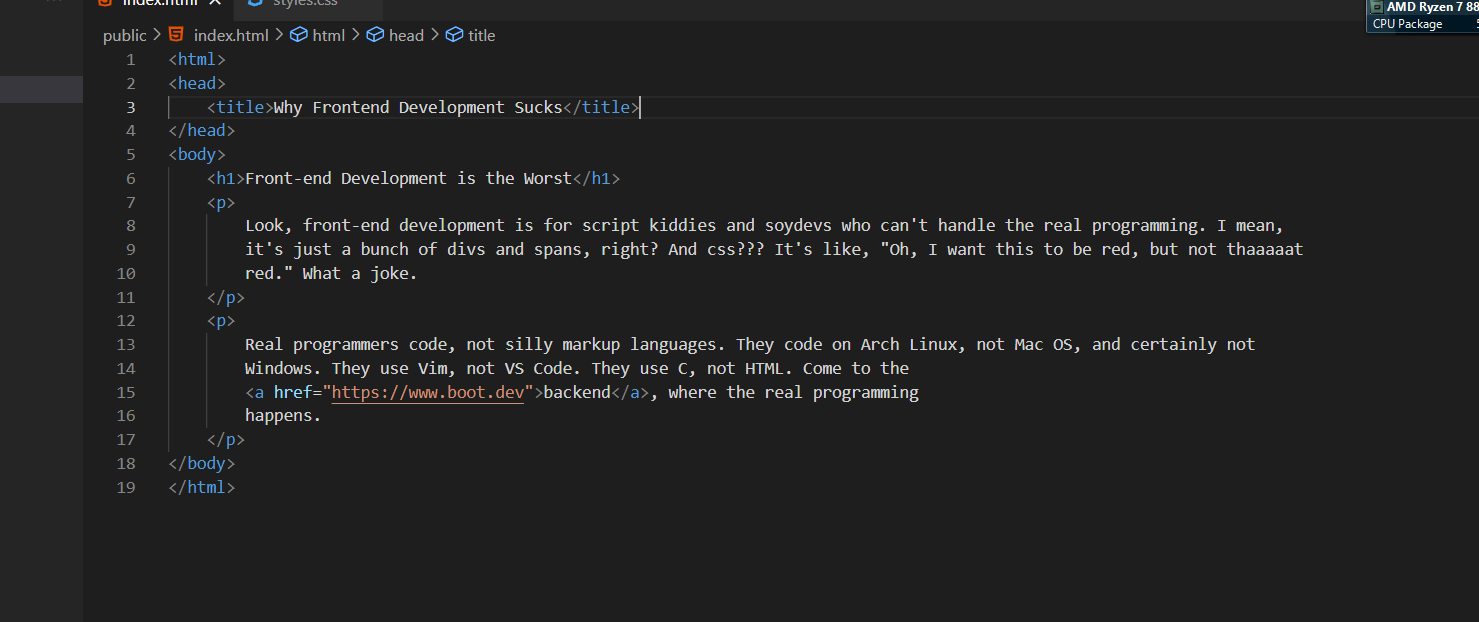 index.html
styles.css
AMD Ryzen 7 88
CPU Package
public > index.html > html > head > title
1 <html>
2 <head>
3     <title>Why Frontend Development Sucks</title>
4 </head>
5 <body>
6     <h1>Front-end Development is the Worst</h1>
7     <p>
8         Look, front-end development is for script kiddies and soydevs who can't handle the real programming. I mean,
9         it's just a bunch of divs and spans, right? And css??? It's like, "Oh, I want this to be red, but not thaaaaat
10         red." What a joke.
11     </p>
12     <p>
13         Real programmers code, not silly markup languages. They code on Arch Linux, not Mac OS, and certainly not
14         Windows. They use Vim, not VS Code. They use C, not HTML. Come to the
15         <a href="https://www.boot.dev">backend</a>, where the real programming
16         happens.
17     </p>
18 </body>
19 </html>